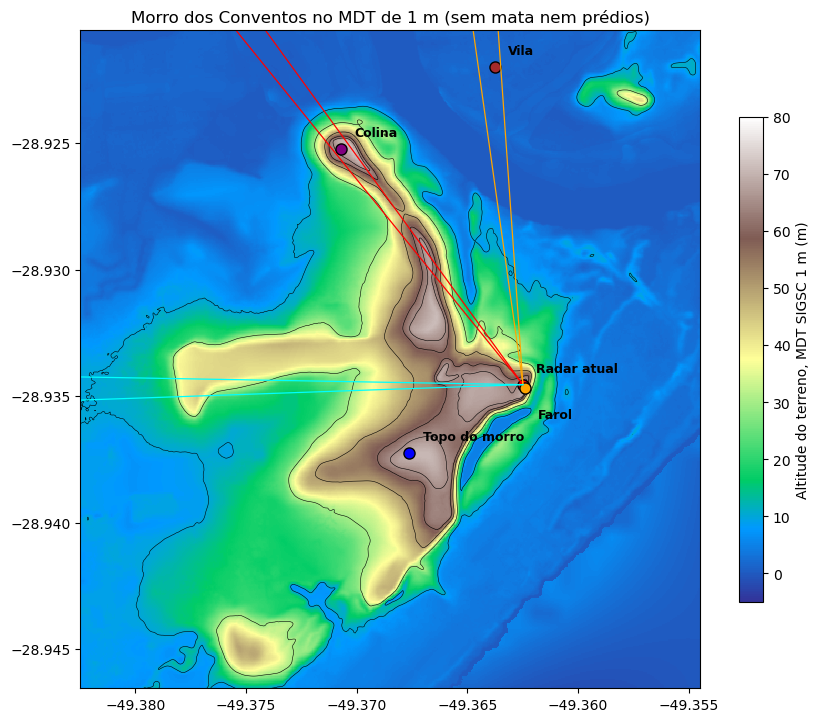 Morro dos Conventos no MDT de 1 m (sem mata nem prédios)
Vila
Colina
Radar atual
Farol
Topo do morro
−28.925
−28.930
−28.935
−28.940
−28.945
−49.380
−49.375
−49.370
−49.365
−49.360
−49.355
80
70
60
50
40
30
20
10
0
Altitude do terreno, MDT SIGSC 1 m (m)